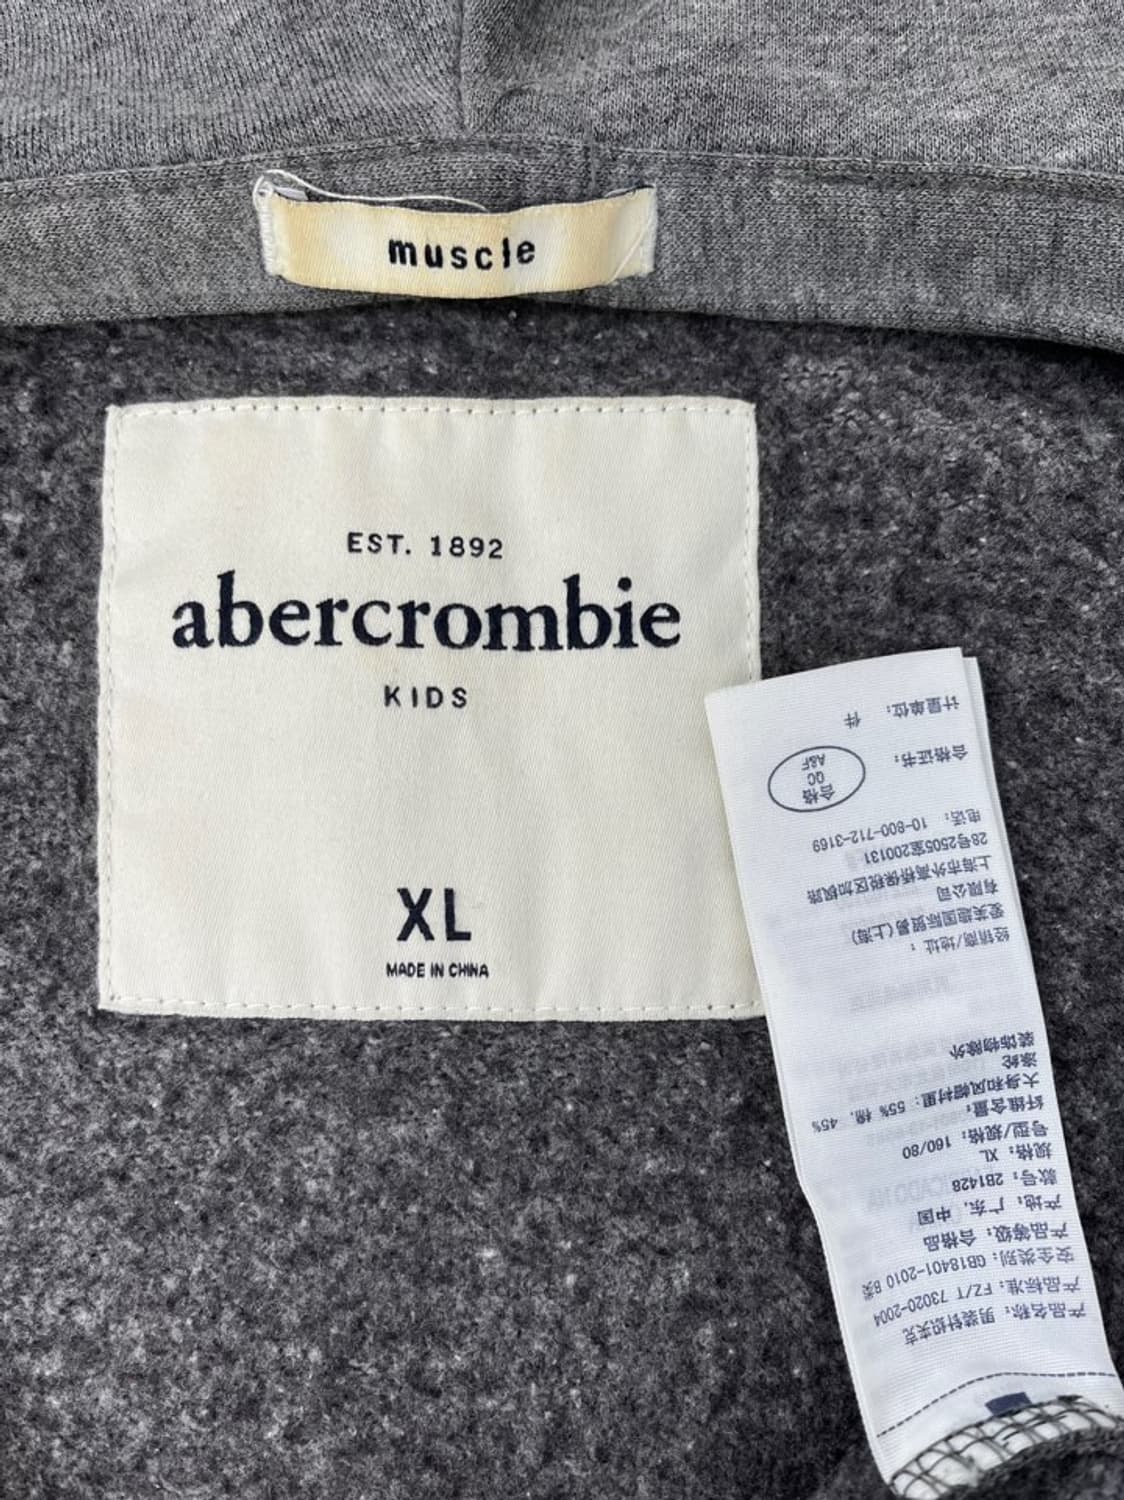 muscle
EST. 1892
abercrombie
KIDS
XL
MADE IN CHINA
产品名称: 男装针织夹克
产品标准: FZ/T 73020-2004
安全类别: GB18401-2010 B类
产品等级: 合格品
产地: 广东, 中国
款号: 2B1428
规格: XL
号型/规格: 160/80
纤维含量:
大身和风帽衬里: 55% 棉, 45%
涤纶
装饰物除外
经销商/地址 :
爱芙趣国际贸易(上海)
有限公司
上海市外高桥保税区加枫路
28号2505室200131
电话: 10-800-712-3169
合格证书:
合格
QC
A&F
计量单位: 件